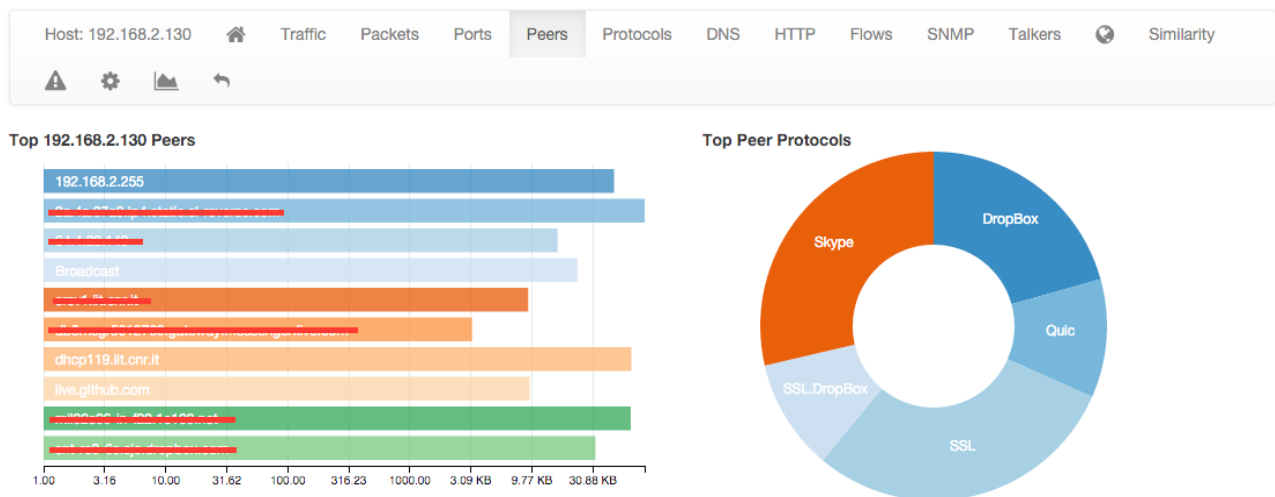 Host: 192.168.2.130 Traffic Packets Ports Peers Protocols DNS HTTP Flows SNMP Talkers Similarity
Top 192.168.2.130 Peers
192.168.2.255
Broadcast
dhcp119.iit.cnr.it
live.github.com
1.00 3.16 10.00 31.62 100.00 316.23 1000.00 3.09 KB 9.77 KB 30.88 KB
Top Peer Protocols
DropBox
Skype
Quic
SSL.DropBox
SSL